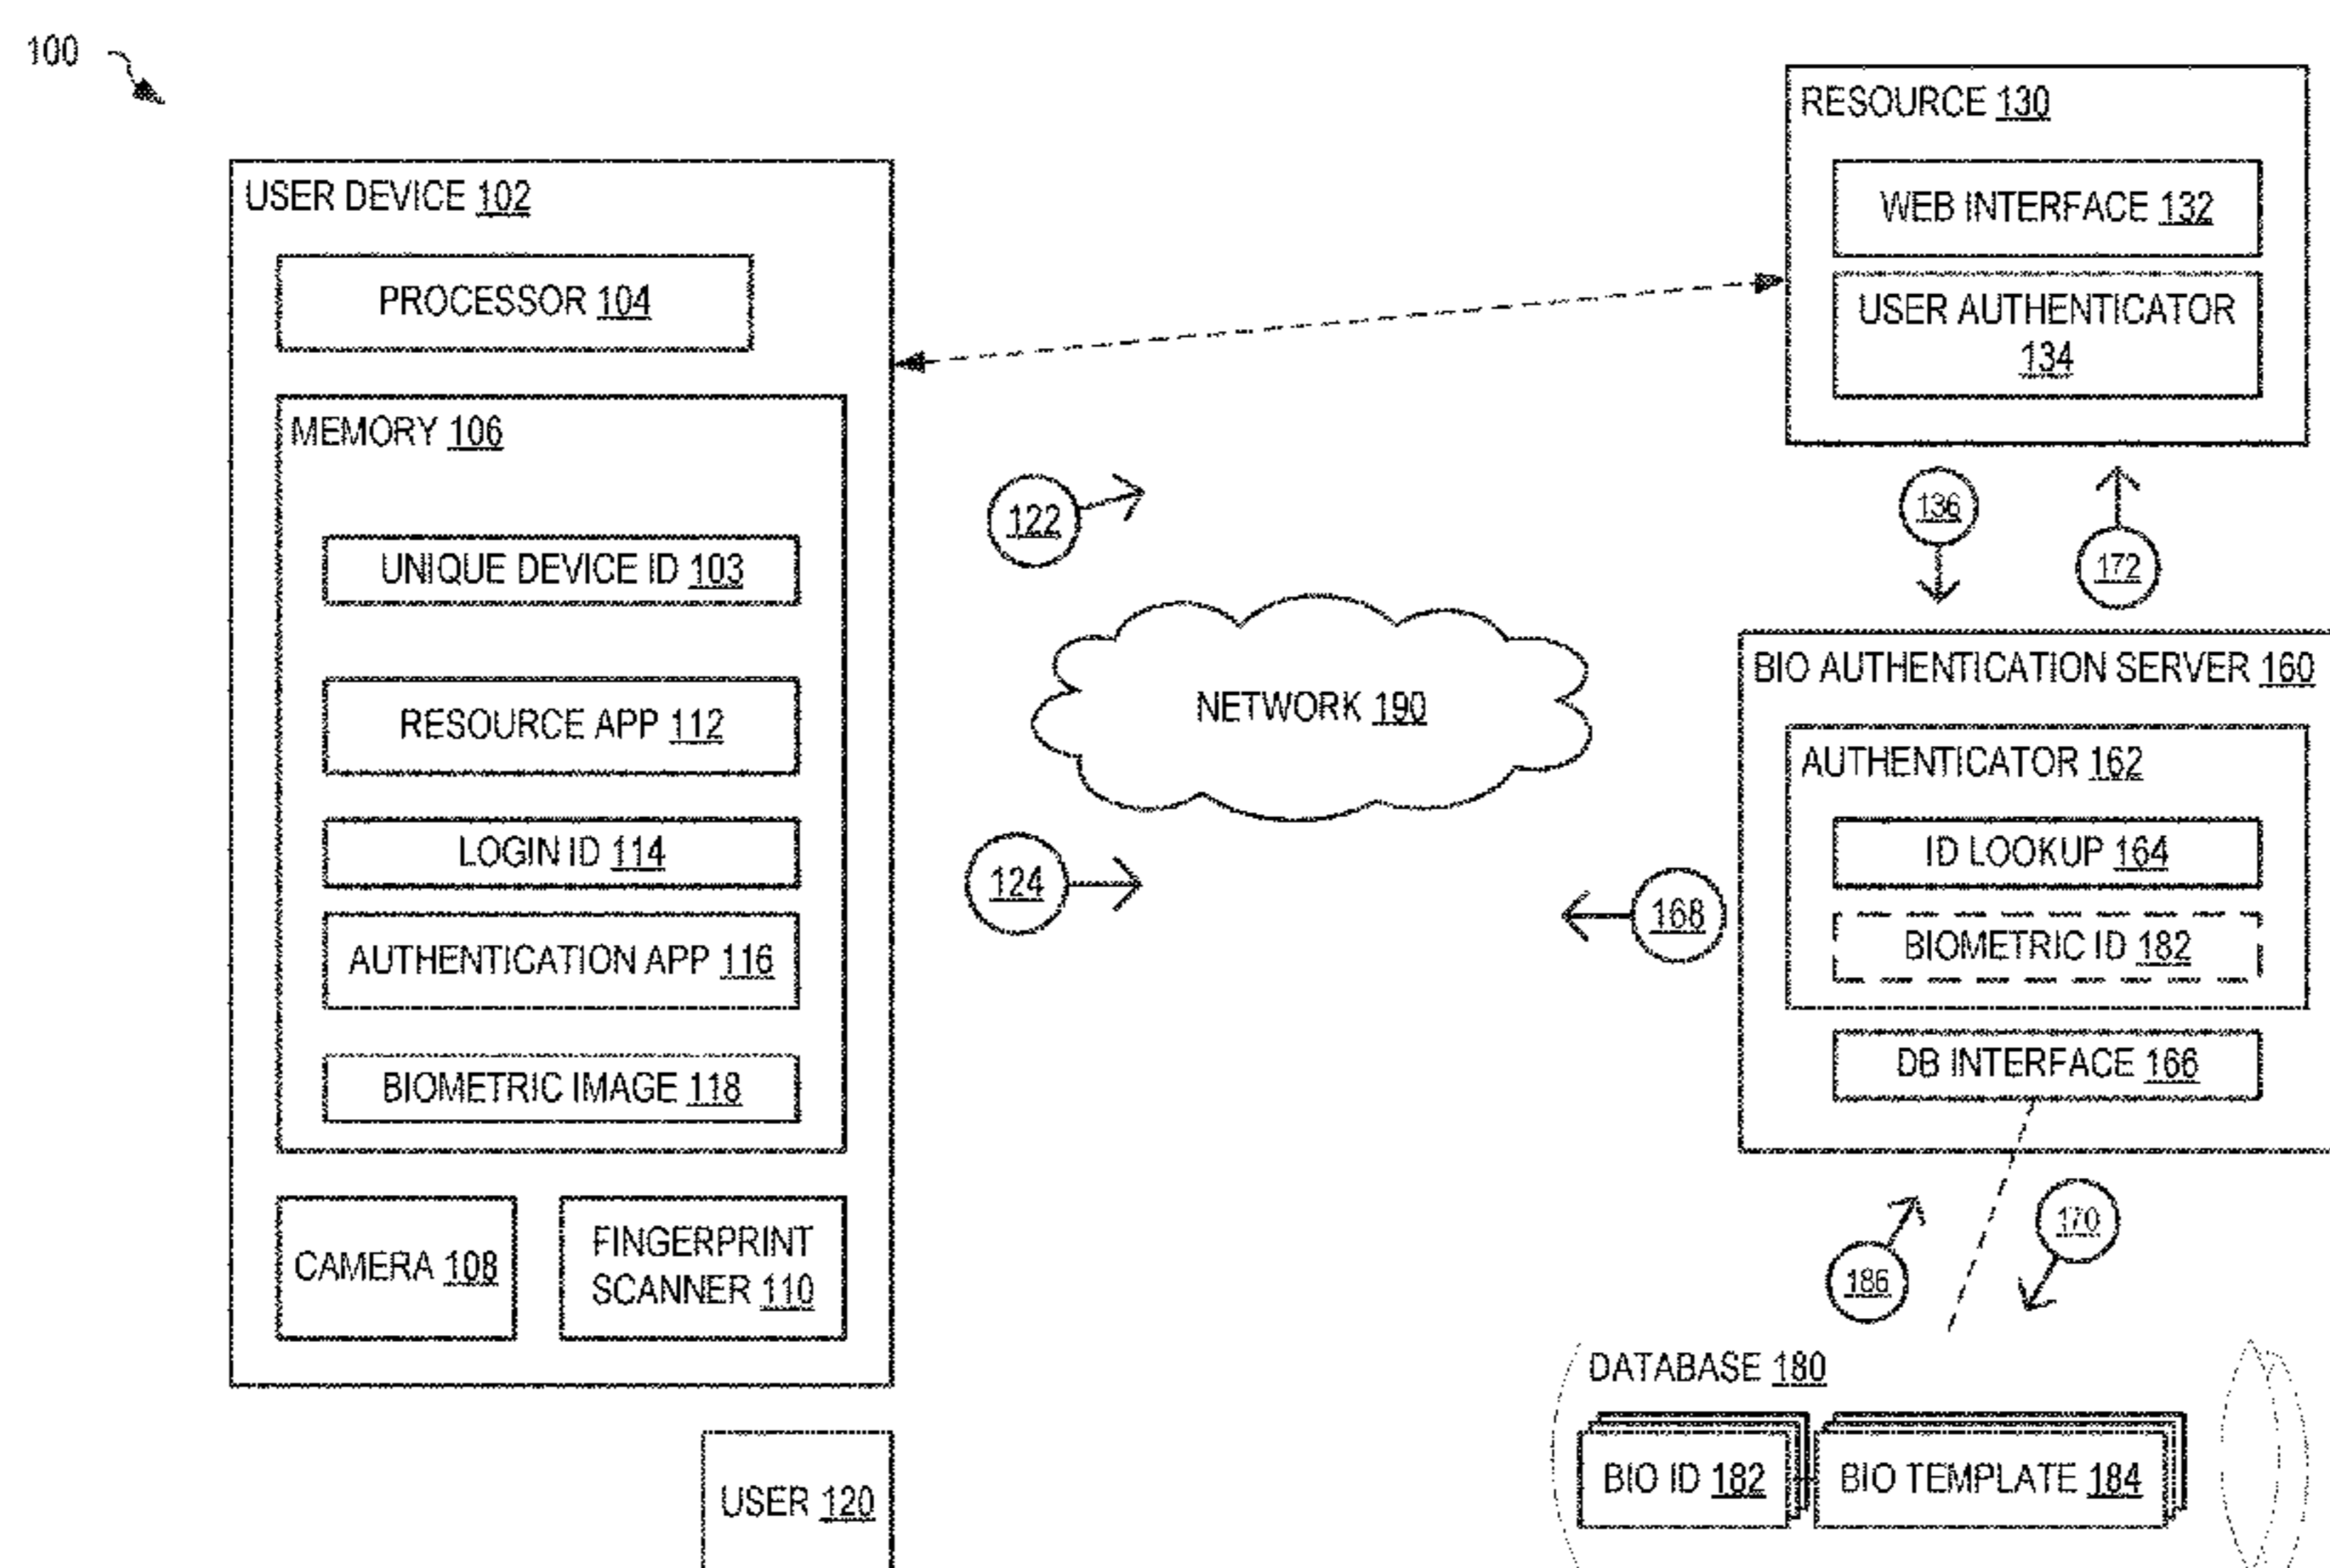 100
USER DEVICE 102
PROCESSOR 104
MEMORY 106
UNIQUE DEVICE ID 103
RESOURCE APP 112
LOGIN ID 114
AUTHENTICATION APP 116
BIOMETRIC IMAGE 118
CAMERA 108
FINGERPRINT
SCANNER 110
USER 120
122
NETWORK 190
124
168
RESOURCE 130
WEB INTERFACE 132
USER AUTHENTICATOR
134
136
172
BIO AUTHENTICATION SERVER 160
AUTHENTICATOR 162
ID LOOKUP 164
BIOMETRIC ID 182
DB INTERFACE 166
186
170
DATABASE 180
BIO ID 182
BIO TEMPLATE 184